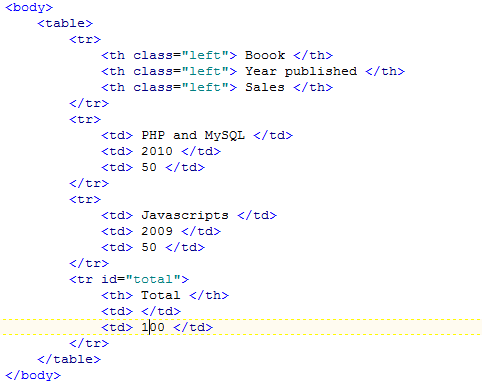 <body>
<table>
<tr>
<th class="left"> Boook </th>
<th class="left"> Year published </th>
<th class="left"> Sales </th>
</tr>
<tr>
<td> PHP and MySQL </td>
<td> 2010 </td>
<td> 50 </td>
</tr>
<tr>
<td> Javascripts </td>
<td> 2009 </td>
<td> 50 </td>
</tr>
<tr id="total">
<th> Total </th>
<td> </td>
<td> 100 </td>
</tr>
</table>
</body>